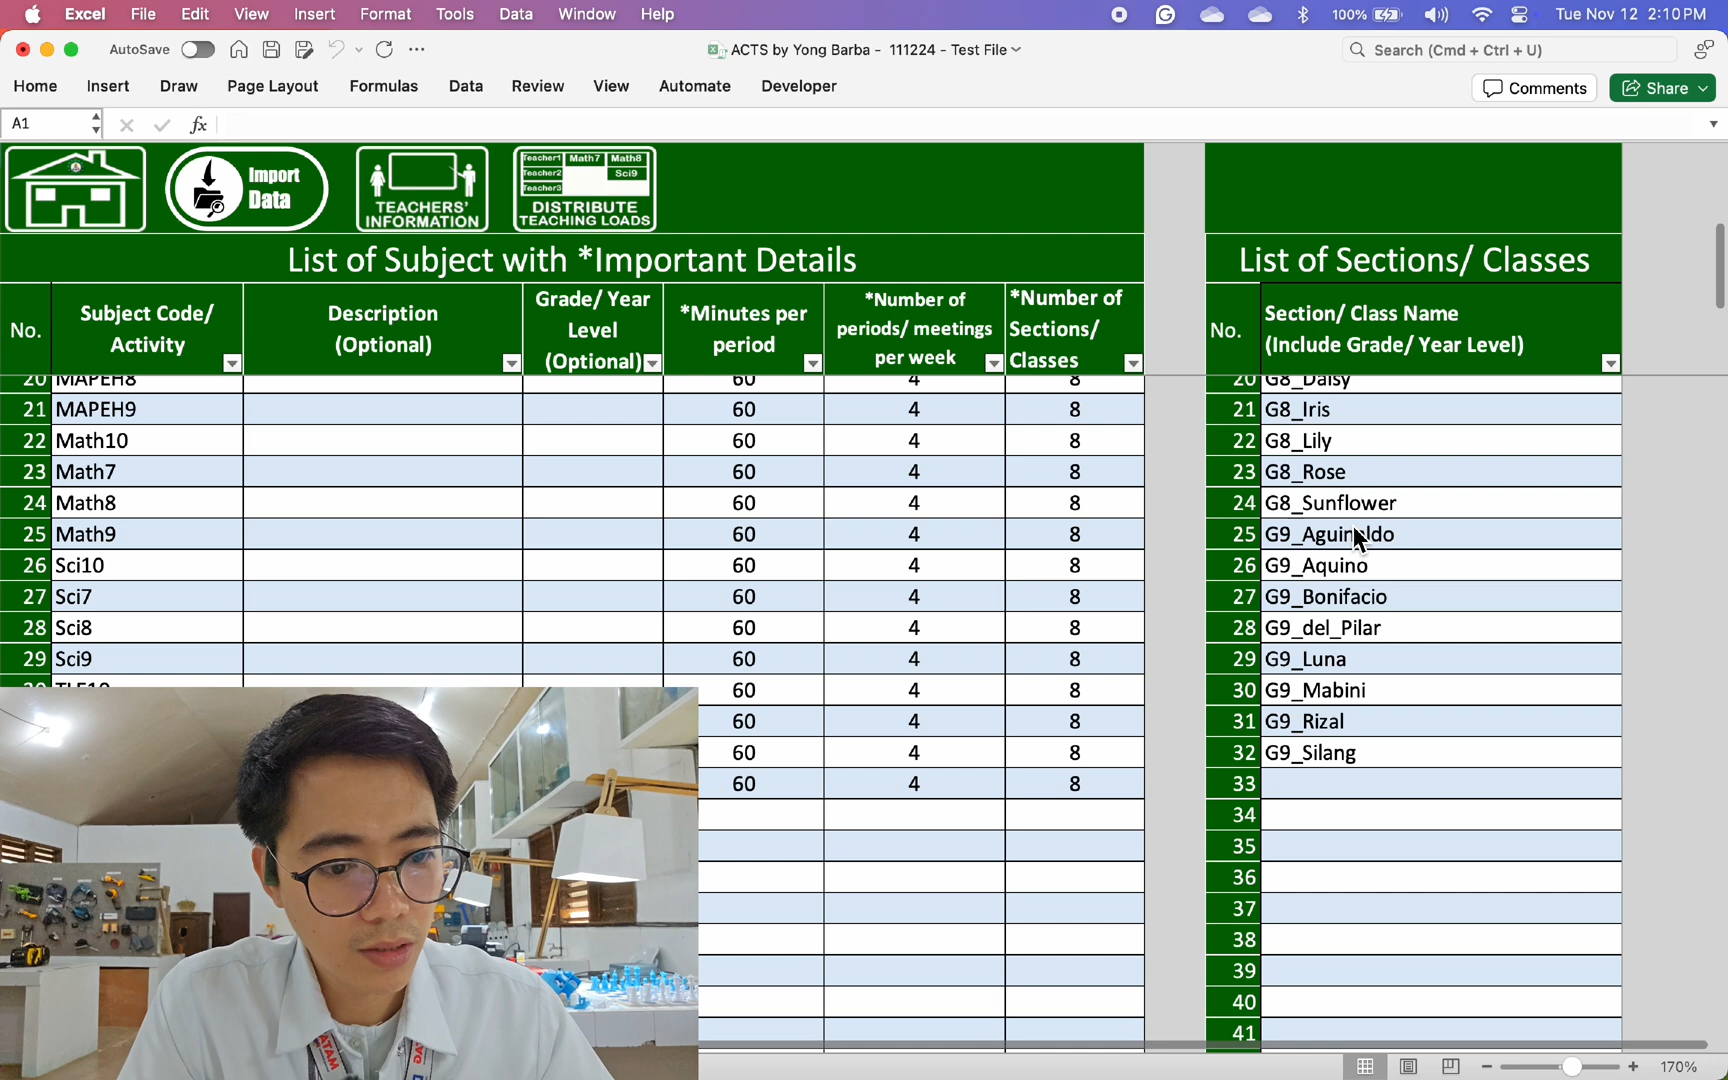 Excel File Edit View Insert Format Tools Data Window Help 100% Tue Nov 12 2:10 PM
AutoSave ACTS by Yong Barba - 111224 - Test File Search (Cmd + Ctrl + U)
Home Insert Draw Page Layout Formulas Data Review View Automate Developer Comments Share
A1 fx
Import Data
TEACHERS' INFORMATION
Teacher1 Math7 Math8
Teacher2 Sci9
Teacher3
DISTRIBUTE TEACHING LOADS
List of Subject with *Important Details
List of Sections/ Classes
No.
Subject Code/ Activity
Description (Optional)
Grade/ Year Level (Optional)
*Minutes per period
*Number of periods/ meetings per week
*Number of Sections/ Classes
No.
Section/ Class Name (Include Grade/ Year Level)
20 MAPEH8 60 4 8 20 G8_Daisy
21 MAPEH9 60 4 8 21 G8_Iris
22 Math10 60 4 8 22 G8_Lily
23 Math7 60 4 8 23 G8_Rose
24 Math8 60 4 8 24 G8_Sunflower
25 Math9 60 4 8 25 G9_Aguinaldo
26 Sci10 60 4 8 26 G9_Aquino
27 Sci7 60 4 8 27 G9_Bonifacio
28 Sci8 60 4 8 28 G9_del_Pilar
29 Sci9 60 4 8 29 G9_Luna
60 4 8 30 G9_Mabini
60 4 8 31 G9_Rizal
60 4 8 32 G9_Silang
60 4 8 33
34
35
36
37
38
39
40
41
170%